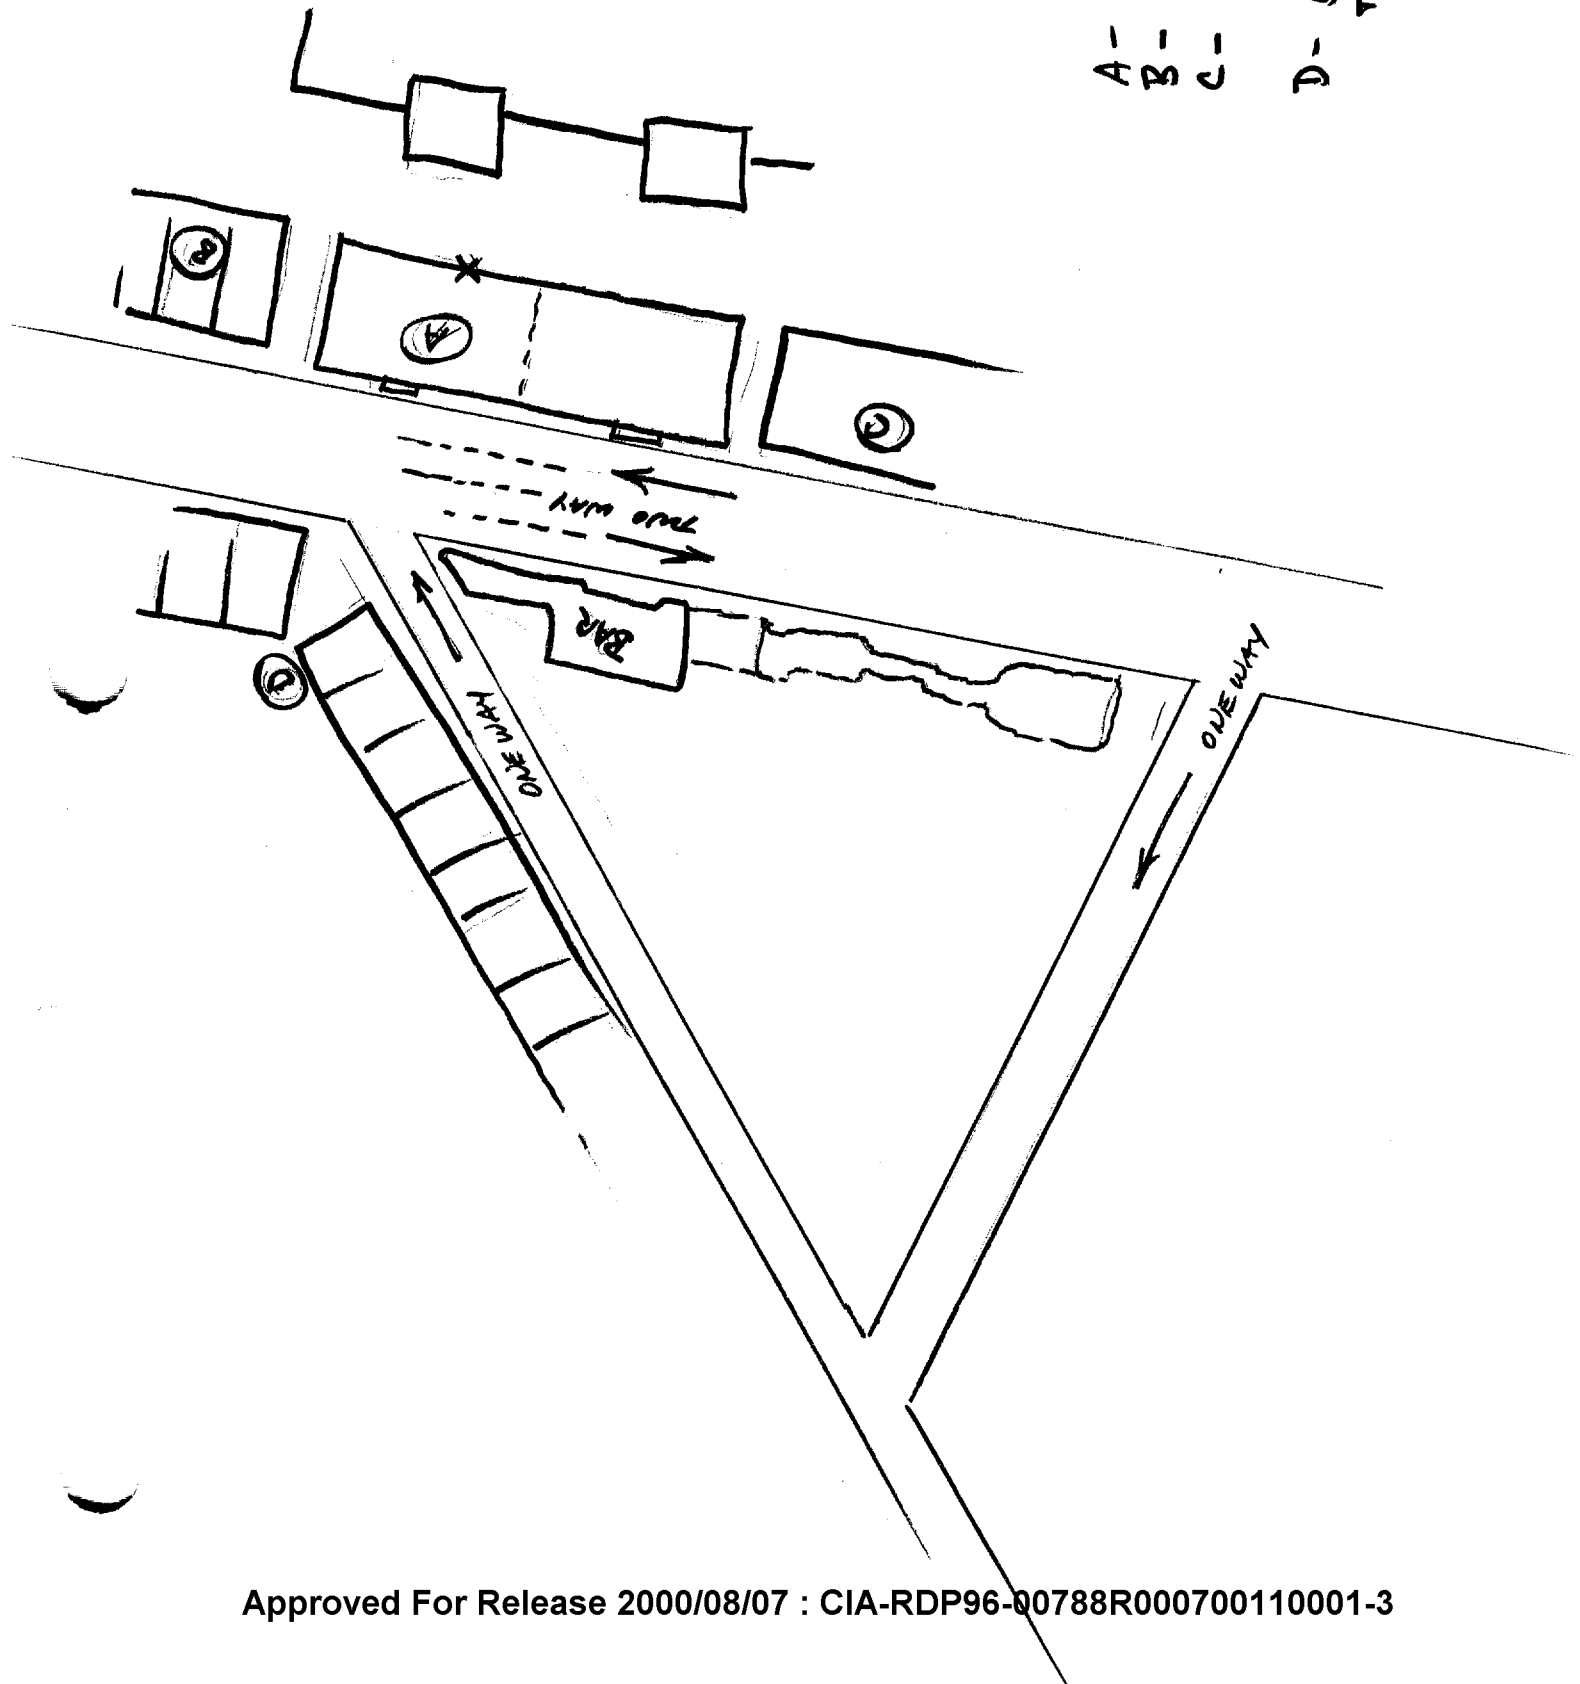 A-
B-
C-
D-
B
A
C
TWO WAY
BAR
ONE WAY
D
ONE WAY
Approved For Release 2000/08/07 : CIA-RDP96-00788R000700110001-3